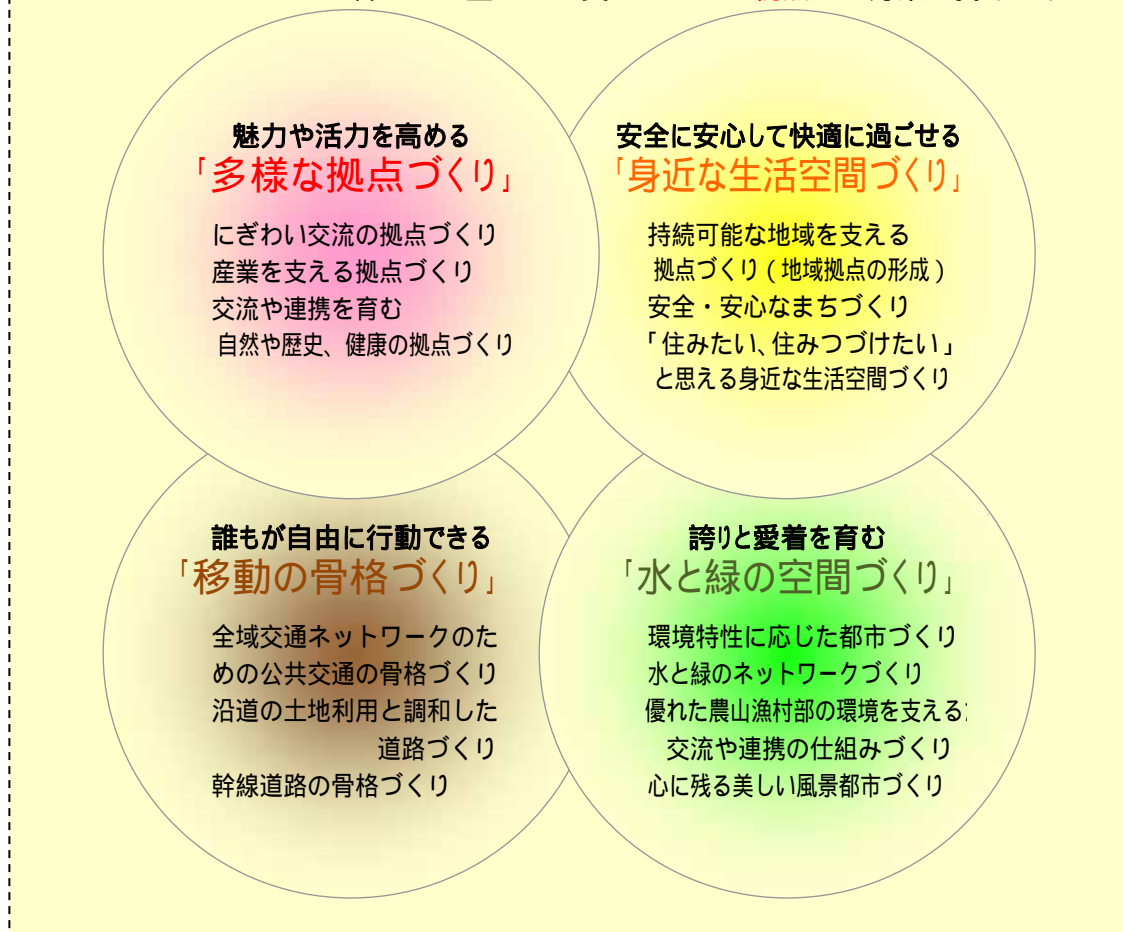 魅力や活力を高める
「多様な拠点づくり」
にぎわい交流の拠点づくり
産業を支える拠点づくり
交流や連携を育む
自然や歴史、健康の拠点づくり
安全に安心して快適に過ごせる
「身近な生活空間づくり」
持続可能な地域を支える
拠点づくり(地域拠点の形成)
安全・安心なまちづくり
「住みたい、住みつづけたい」
と思える身近な生活空間づくり
誰もが自由に行動できる
「移動の骨格づくり」
全域交通ネットワークのた
めの公共交通の骨格づくり
沿道の土地利用と調和した
道路づくり
幹線道路の骨格づくり
誇りと愛着を育む
「水と緑の空間づくり」
環境特性に応じた都市づくり
水と緑のネットワークづくり
優れた農山漁村部の環境を支える
交流や連携の仕組みづくり
心に残る美しい風景都市づくり